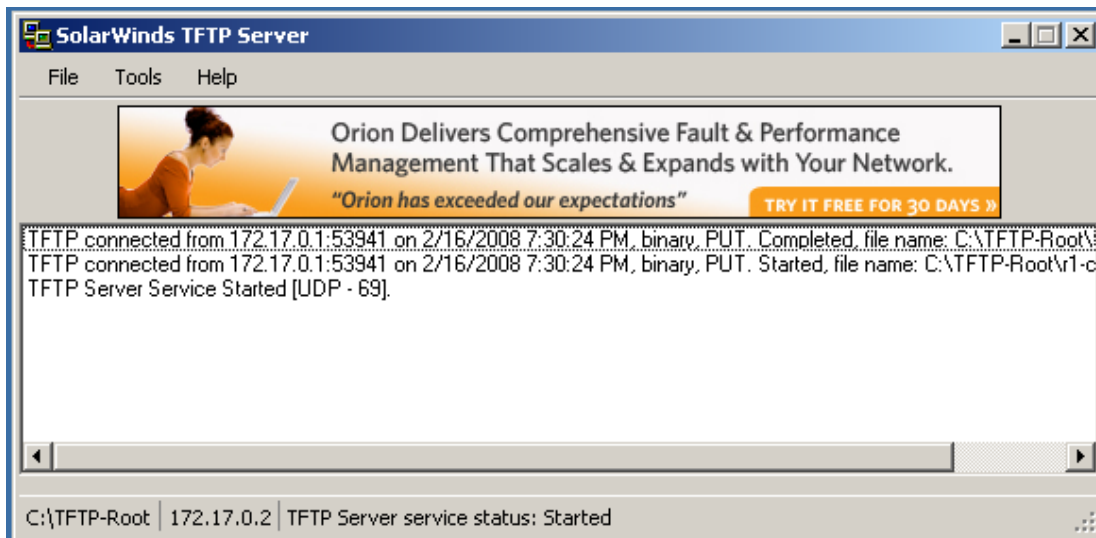 SolarWinds TFTP Server
File Tools Help
Orion Delivers Comprehensive Fault & Performance
Management That Scales & Expands with Your Network.
"Orion has exceeded our expectations"
TRY IT FREE FOR 30 DAYS »
TFTP connected from 172.17.0.1:53941 on 2/16/2008 7:30:24 PM, binary, PUT. Completed, file name: C:\TFTP-Root\
TFTP connected from 172.17.0.1:53941 on 2/16/2008 7:30:24 PM, binary, PUT. Started, file name: C:\TFTP-Root\r1-c
TFTP Server Service Started [UDP - 69].
C:\TFTP-Root 172.17.0.2 TFTP Server service status: Started